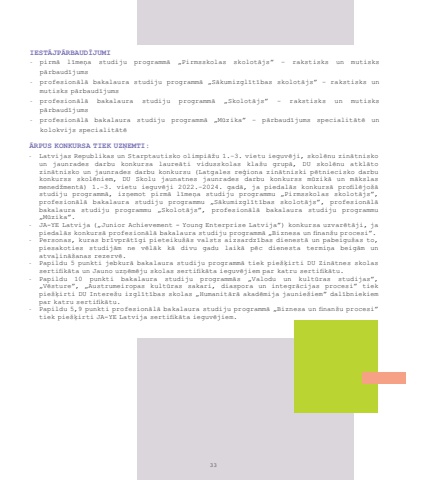 IESTĀJPĀRBAUDĪJUMI
- pirmā līmeņa studiju programmā „Pirmsskolas skolotājs" – rakstisks un mutisks
pārbaudījums
- profesionālā bakalaura studiju programmā „Sākumizglītības skolotājs" – rakstisks un
mutisks pārbaudījums
- profesionālā bakalaura studiju programmā „Skolotājs" – rakstisks un mutisks
pārbaudījums
- profesionālā bakalaura studiju programmā „Mūzika" – pārbaudījums specialitātē un
kolokvijs specialitātē
ĀRPUS KONKURSA TIEK UZŅEMTI:
- Latvijas Republikas un Starptautisko olimpiāžu 1.-3. vietu ieguvēji, skolēnu zinātnisko
un jaunrades darbu konkursa laureāti vidusskolas klašu grupā, DU skolēnu atklāto
zinātnisko un jaunrades darbu konkursu (Latgales reģiona zinātniski pētniecisko darbu
konkurss skolēniem, DU Skolu jaunatnes jaunrades darbu konkurss mūzikā un mākslas
menedžmentā) 1.-3. vietu ieguvēji 2022.-2024. gadā, ja piedalās konkursā profilējošā
studiju programmā, izņemot pirmā līmeņa studiju programmu „Pirmsskolas skolotājs",
profesionālā bakalaura studiju programmu „Sākumizglītības skolotājs", profesionālā
bakalaura studiju programmu „Skolotājs", profesionālā bakalaura studiju programmu
„Mūzika".
- JA-YE Latvija („Junior Achievement - Young Enterprise Latvija") konkursa uzvarētāji, ja
piedalās konkursā profesionālā bakalaura studiju programmā „Biznesa un finanšu procesi".
- Personas, kuras brīvprātīgi pieteikušās valsts aizsardzības dienestā un pabeigušas to,
piesakoties studijām ne vēlāk kā divu gadu laikā pēc dienesta termiņa beigām un
atvaļināšanas rezervē.
- Papildu 5 punkti jebkurā bakalaura studiju programmā tiek piešķirti DU Zinātnes skolas
sertifikāta un Jauno uzņēmēju skolas sertifikāta ieguvējiem par katru sertifikātu.
- Papildu 10 punkti bakalaura studiju programmās „Valodu un kultūras studijas",
„Vēsture", „Austrumeiropas kultūras sakari, diaspora un integrācijas procesi" tiek
piešķirti DU Interešu izglītības skolas „Humanitārā akadēmija jauniešiem" dalībniekiem
par katru sertifikātu.
- Papildu 5,9 punkti profesionālā bakalaura studiju programmā „Biznesa un finanšu procesi"
tiek piešķirti JA-YE Latvija sertifikāta ieguvējiem.
33